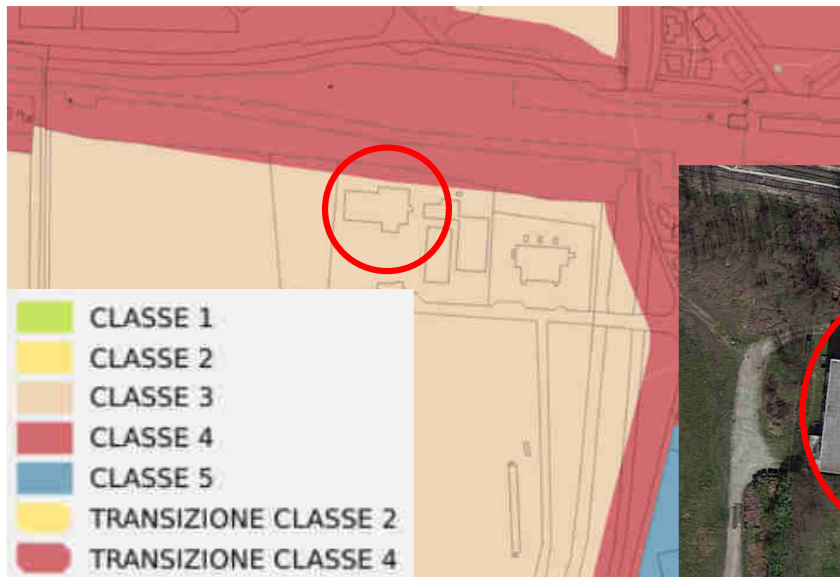 CLASSE 1
CLASSE 2
CLASSE 3
CLASSE 4
CLASSE 5
TRANSIZIONE CLASSE 2
TRANSIZIONE CLASSE 4